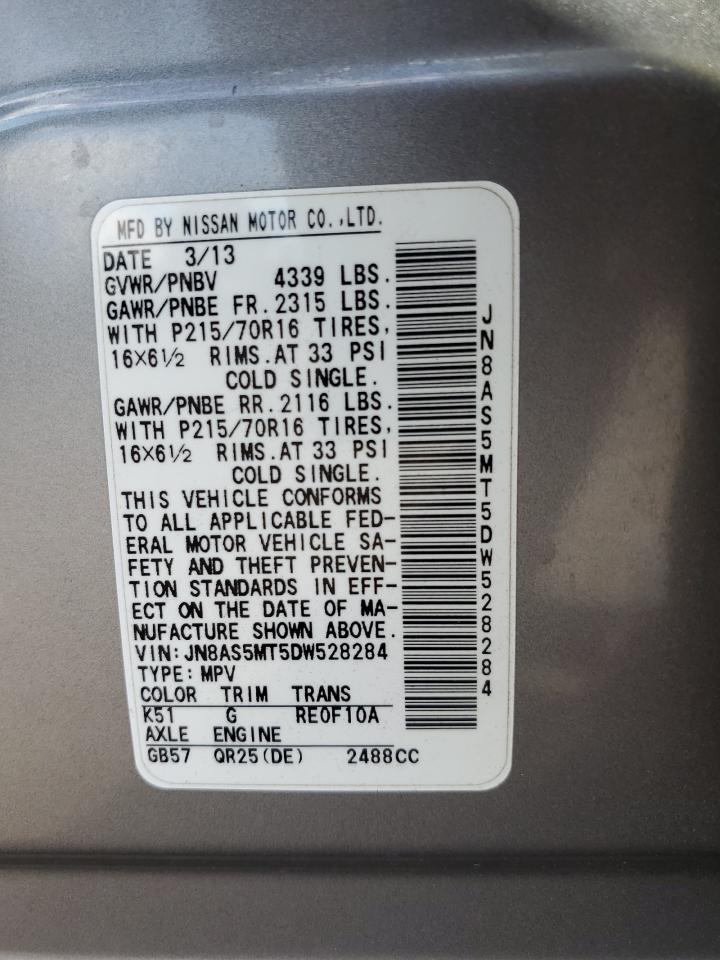 MFD BY NISSAN MOTOR CO.,LTD.
DATE 3/13
GVWR/PNBV 4339 LBS.
GAWR/PNBE FR.2315 LBS.
WITH P215/70R16 TIRES,
16×6½ RIMS.AT 33 PSI
COLD SINGLE.
GAWR/PNBE RR.2116 LBS.
WITH P215/70R16 TIRES,
16×6½ RIMS.AT 33 PSI
COLD SINGLE.
THIS VEHICLE CONFORMS
TO ALL APPLICABLE FED-
ERAL MOTOR VEHICLE SA-
FETY AND THEFT PREVEN-
TION STANDARDS IN EFF-
ECT ON THE DATE OF MA-
NUFACTURE SHOWN ABOVE.
VIN:JN8AS5MT5DW528284
TYPE:MPV
COLOR TRIM TRANS
K51 G RE0F10A
AXLE ENGINE
GB57 QR25(DE) 2488CC
JN8AS5MT5DW528284